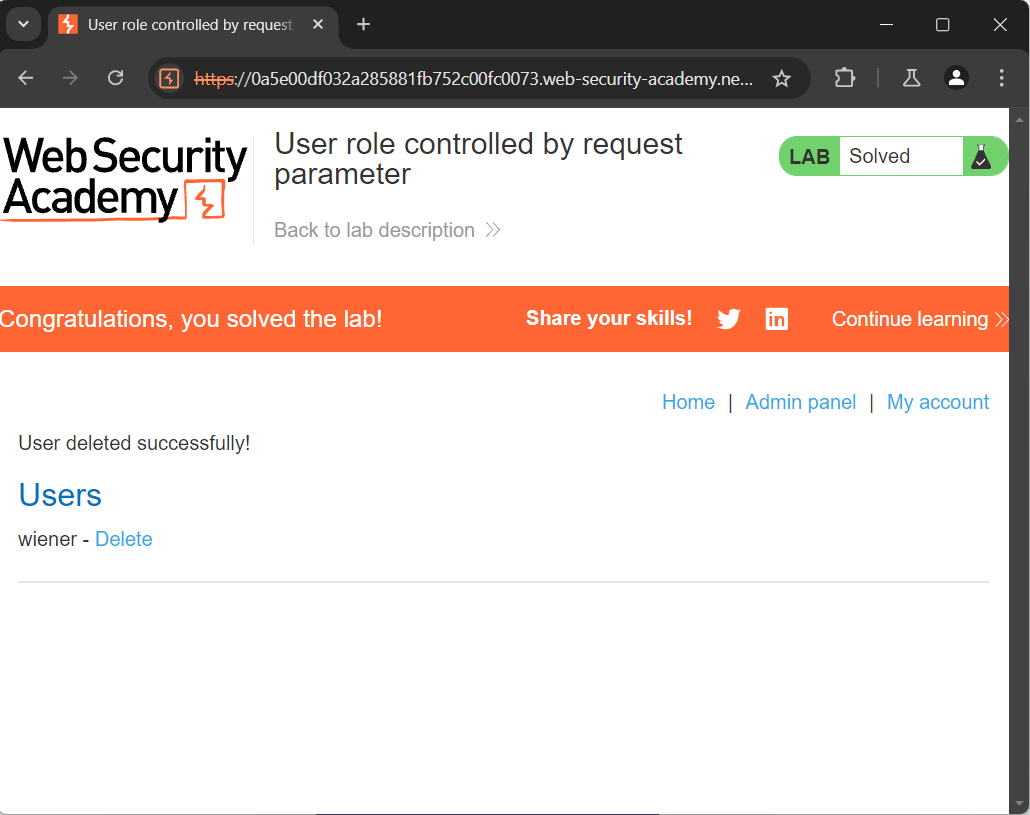 User role controlled by request
https://0a5e00df032a285881fb752c00fc0073.web-security-academy.ne...
Web Security
Academy
User role controlled by request
parameter
LAB Solved
Back to lab description
Congratulations, you solved the lab!
Share your skills!
Continue learning
Home | Admin panel | My account
User deleted successfully!
Users
wiener - Delete